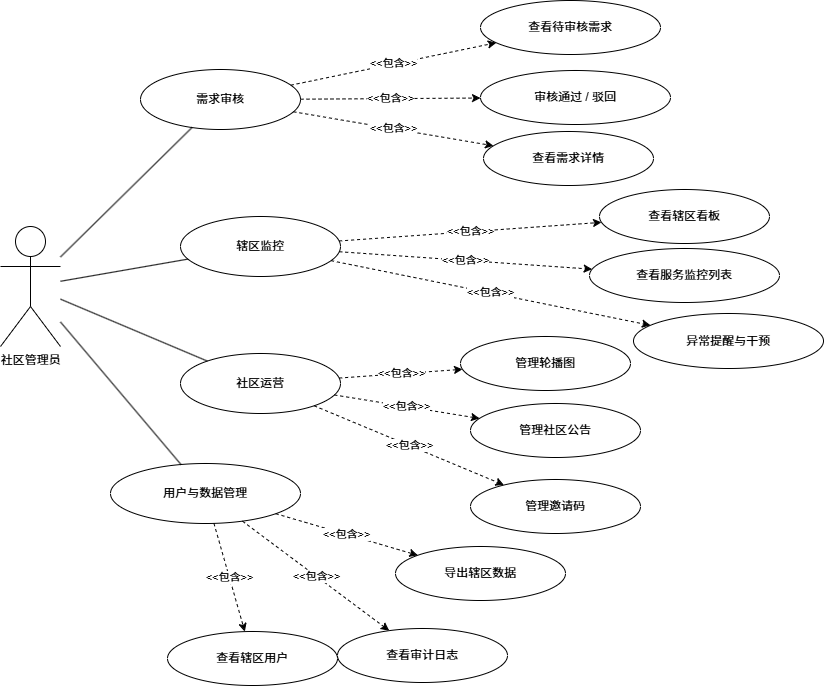 查看待审核需求
<<包含>>
需求审核
<<包含>>
审核通过 / 驳回
<<包含>>
查看需求详情
查看辖区看板
<<包含>>
辖区监控
<<包含>>
查看服务监控列表
<<包含>>
异常提醒与干预
社区管理员
管理轮播图
<<包含>>
社区运营
<<包含>>
管理社区公告
<<包含>>
用户与数据管理
管理邀请码
<<包含>>
导出辖区数据
<<包含>>
<<包含>>
查看辖区用户
查看审计日志